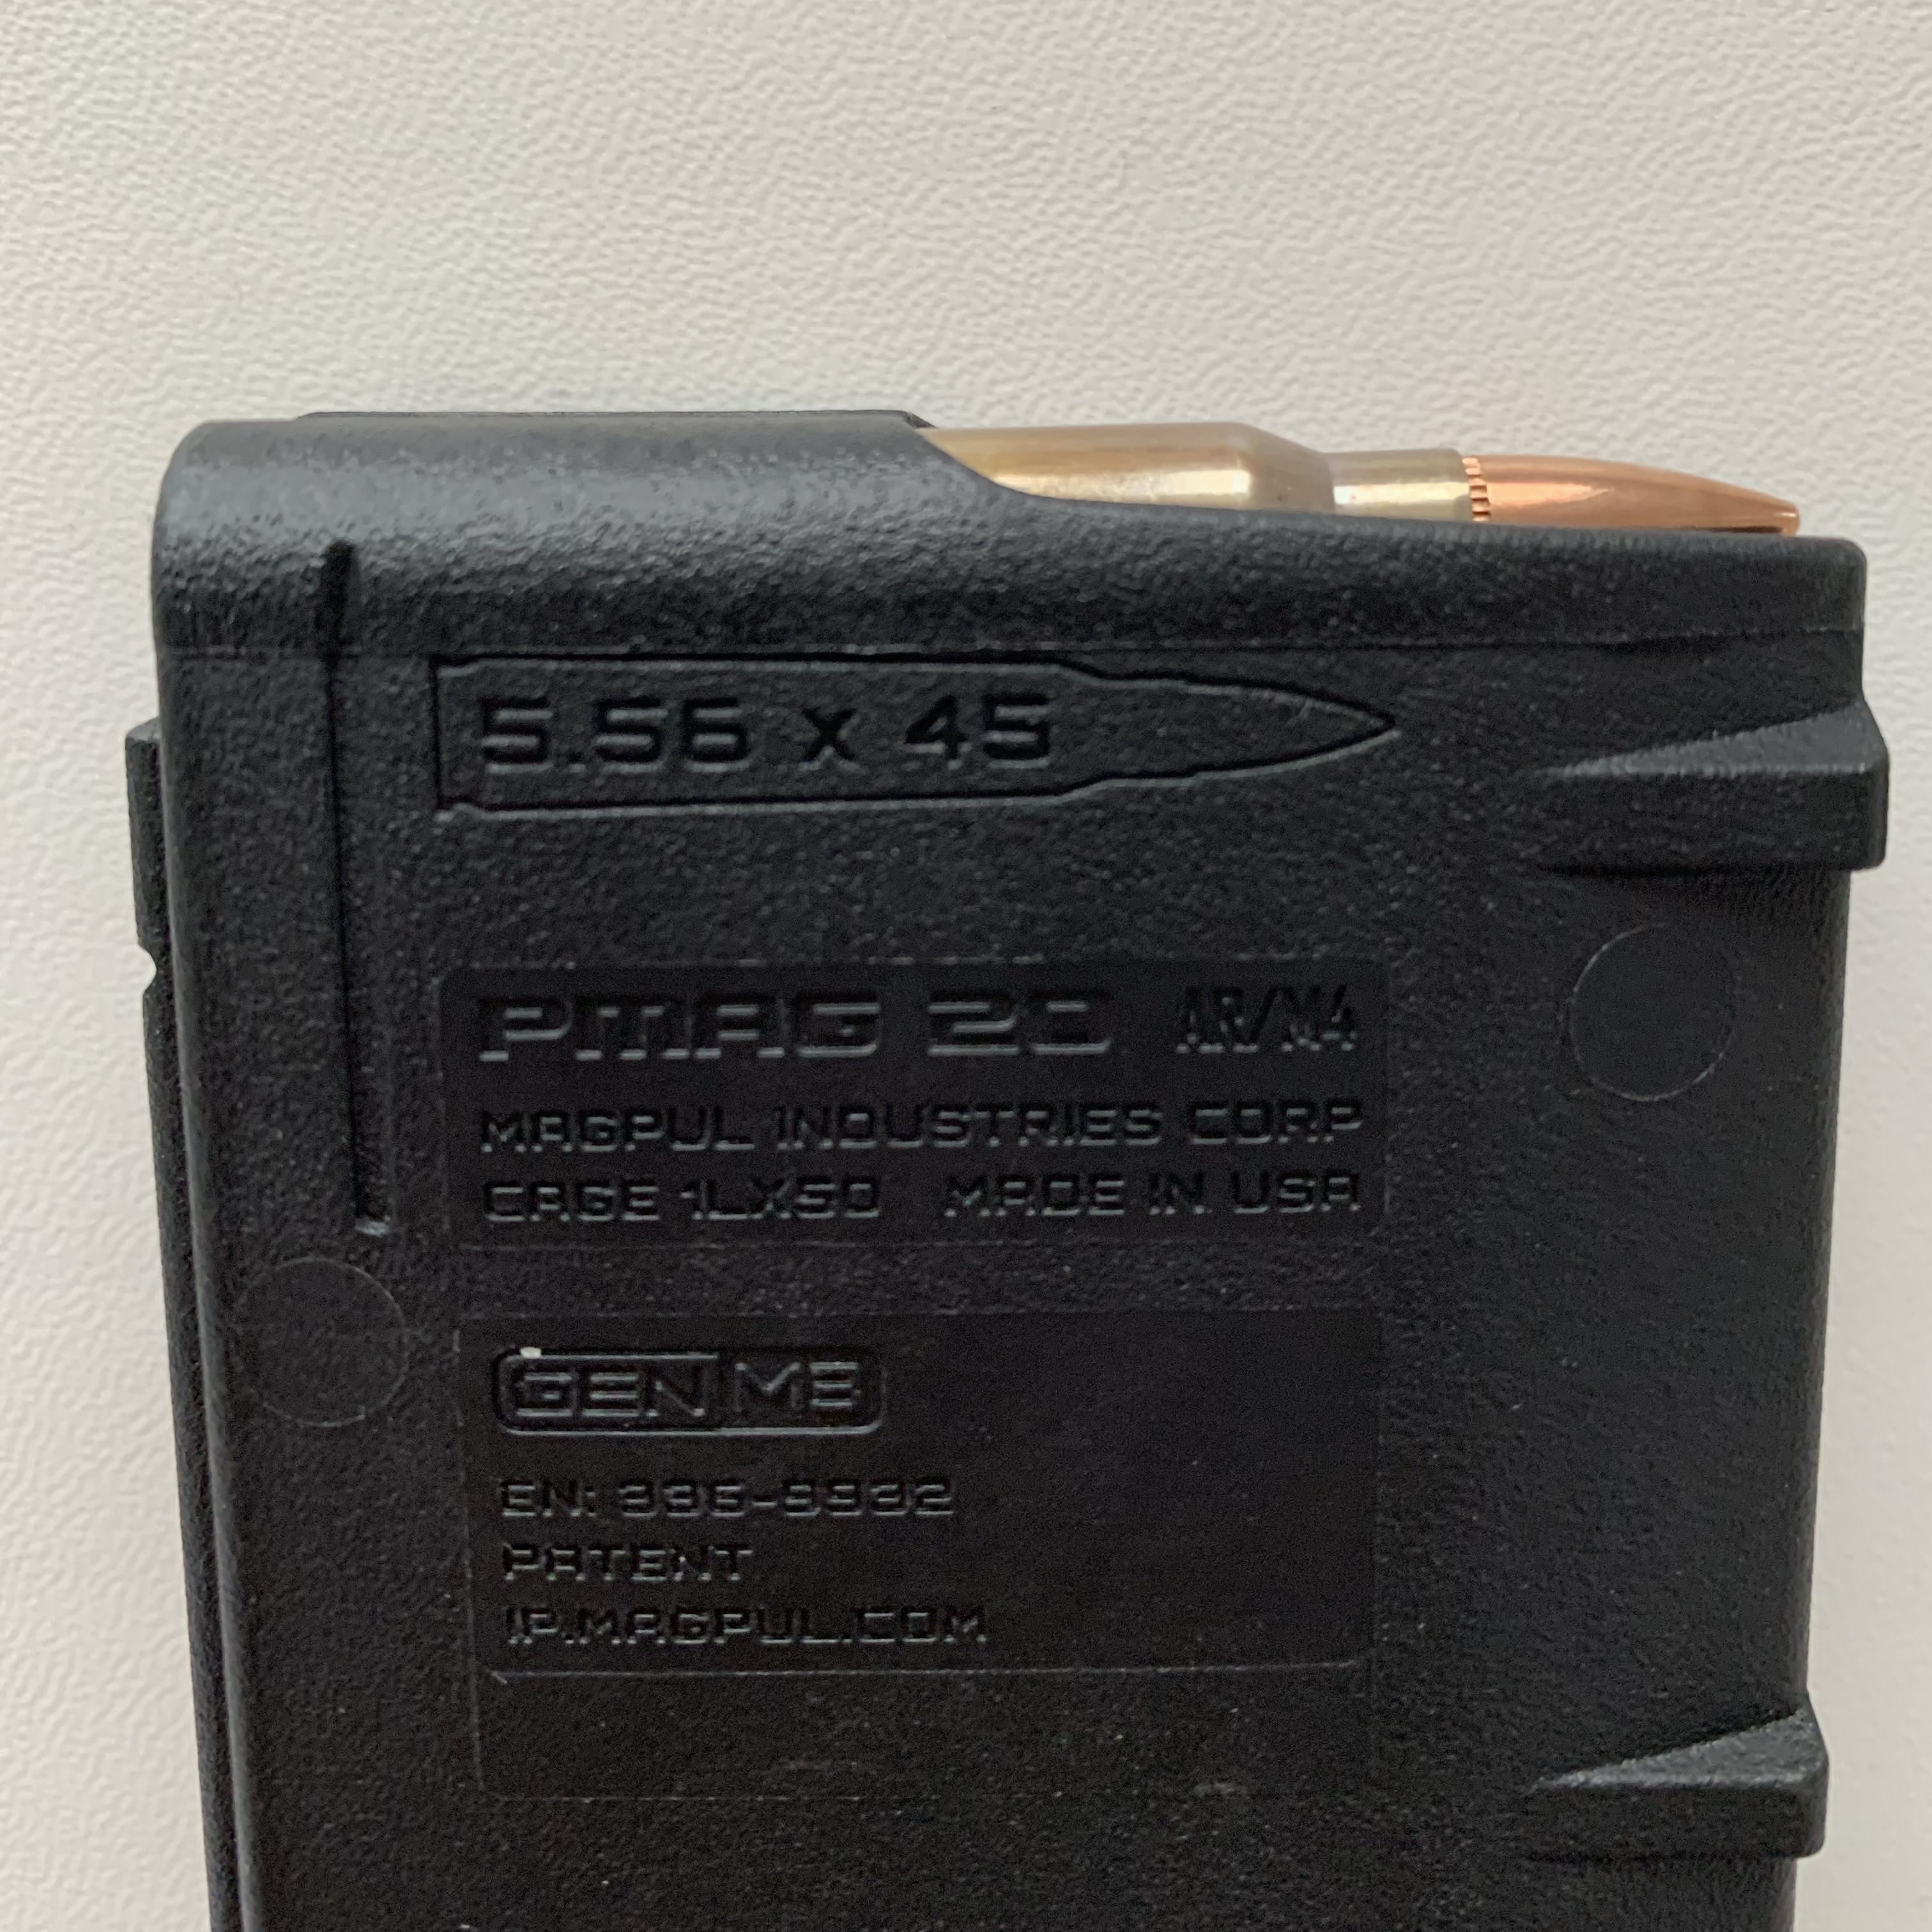 5.56 x 45
PMAG 20 AR/M4
MAGPUL INDUSTRIES CORP
CAGE 1LX50 MADE IN USA
GEN M3
PATENT
IP.MAGPUL.COM